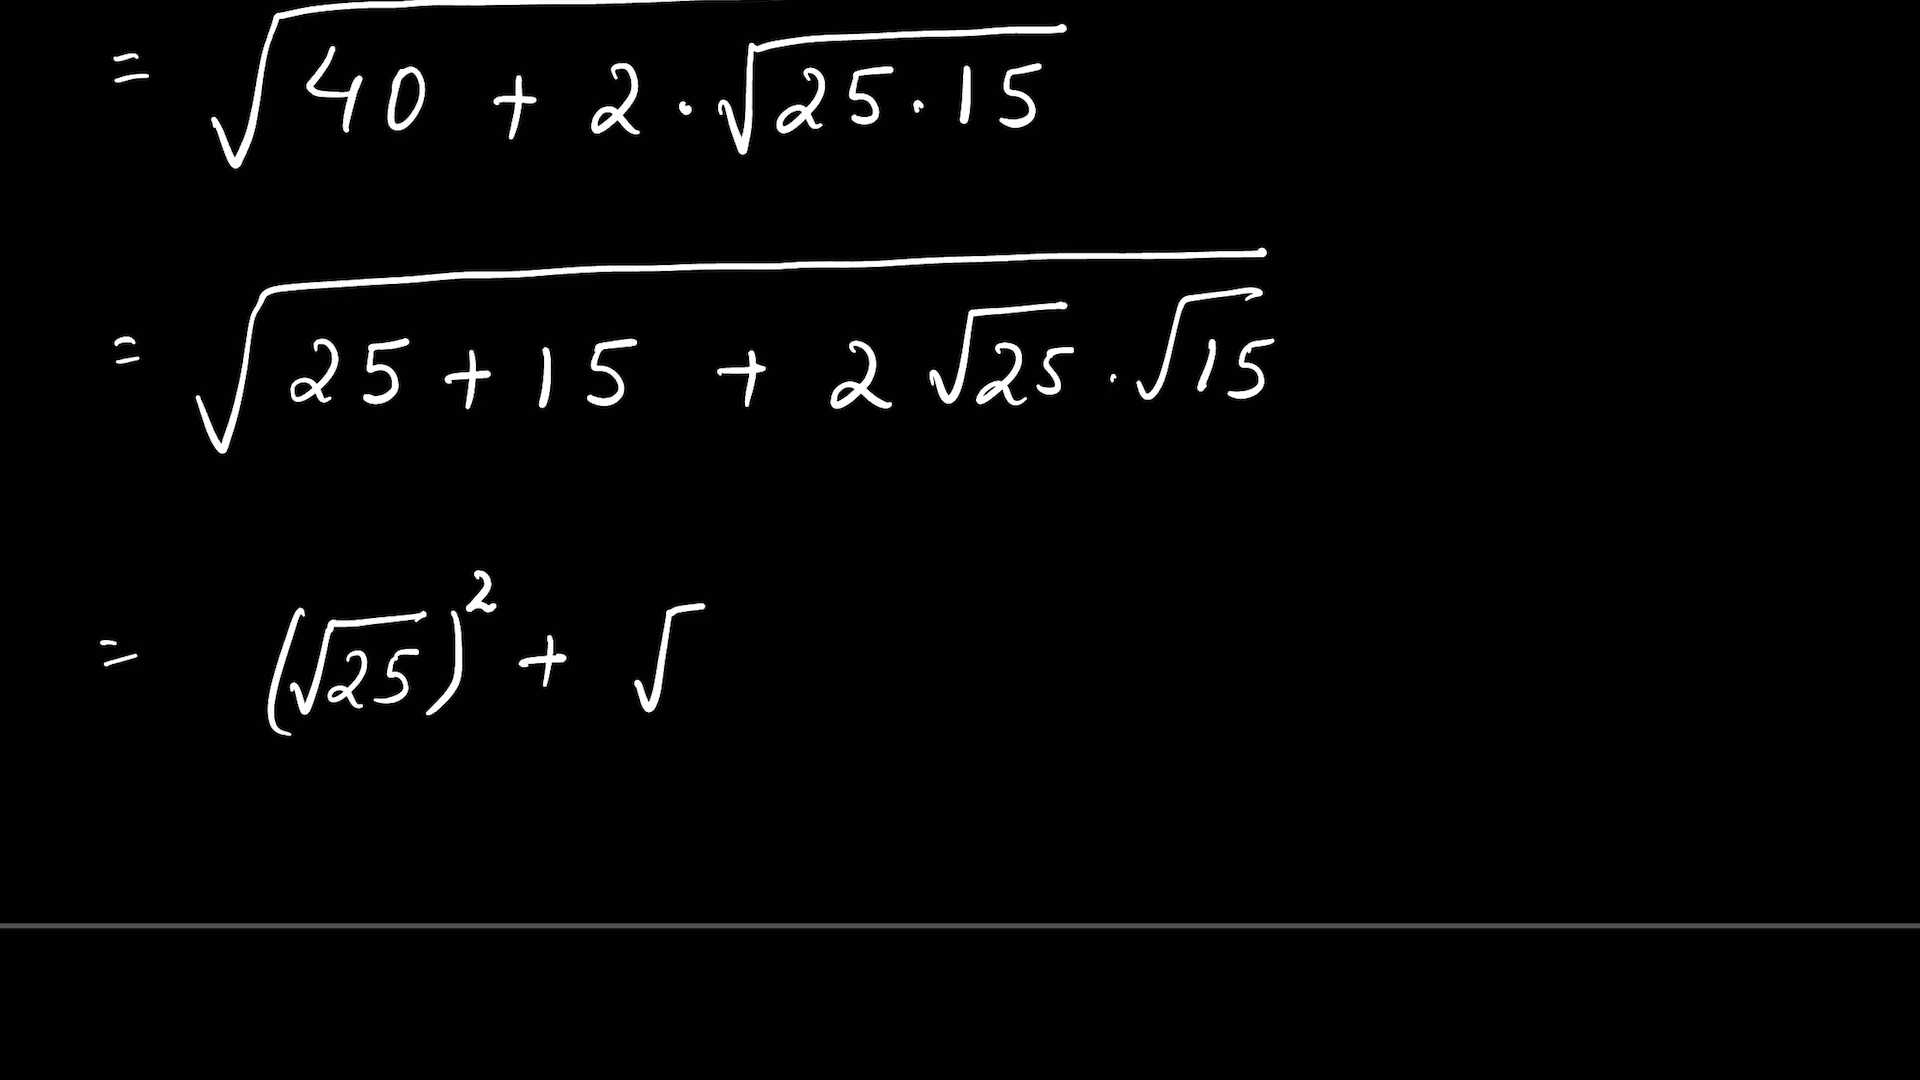 = √40 + 2 · √25 · 15
= √25 + 15 + 2 √25 · √15
= (√25)² + √